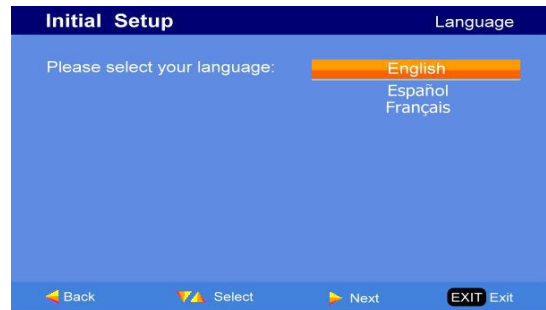 Initial Setup Language
Please select your language: English
Español
Français
Back Select Next EXIT Exit